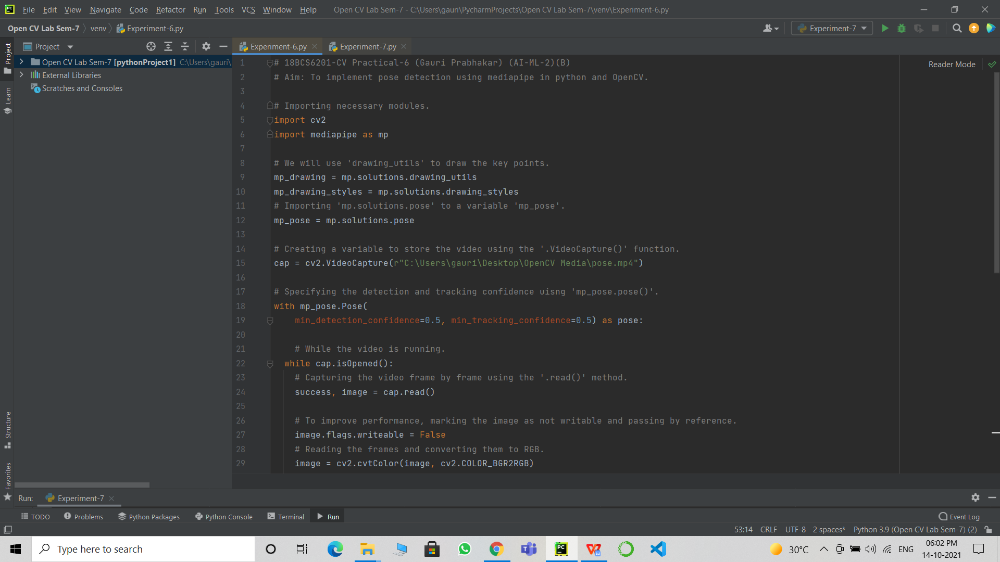 File Edit View Navigate Code Refactor Run Tools VCS Window Help Open CV Lab Sem-7 - C:\Users\gauri\PycharmProjects\Open CV Lab Sem-7\venv\Experiment-6.py
Open CV Lab Sem-7 venv Experiment-6.py Experiment-7
Project
Experiment-6.py Experiment-7.py
Open CV Lab Sem-7 [pythonProject1] C:\Users\gauri\
External Libraries
Scratches and Consoles
Project
Learn
Structure
Favorites
Reader Mode
1 # 18BCS6201-CV Practical-6 (Gauri Prabhakar) (AI-ML-2)(B)
2 # Aim: To implement pose detection using mediapipe in python and OpenCV.
3
4 # Importing necessary modules.
5 import cv2
6 import mediapipe as mp
7
8 # We will use 'drawing_utils' to draw the key points.
9 mp_drawing = mp.solutions.drawing_utils
10 mp_drawing_styles = mp.solutions.drawing_styles
11 # Importing 'mp.solutions.pose' to a variable 'mp_pose'.
12 mp_pose = mp.solutions.pose
13
14 # Creating a variable to store the video using the '.VideoCapture()' function.
15 cap = cv2.VideoCapture(r"C:\Users\gauri\Desktop\OpenCV Media\pose.mp4")
16
17 # Specifying the detection and tracking confidence uisng 'mp_pose.pose()'.
18 with mp_pose.Pose(
19 min_detection_confidence=0.5, min_tracking_confidence=0.5) as pose:
20
21 # While the video is running.
22 while cap.isOpened():
23 # Capturing the video frame by frame using the '.read()' method.
24 success, image = cap.read()
25
26 # To improve performance, marking the image as not writable and passing by reference.
27 image.flags.writeable = False
28 # Reading the frames and converting them to RGB.
29 image = cv2.cvtColor(image, cv2.COLOR_BGR2RGB)
Run: Experiment-7
TODO Problems Python Packages Python Console Terminal Run Event Log
53:14 CRLF UTF-8 2 spaces* Python 3.9 (Open CV Lab Sem-7) (2)
Type here to search
30°C ENG
06:02 PM
14-10-2021